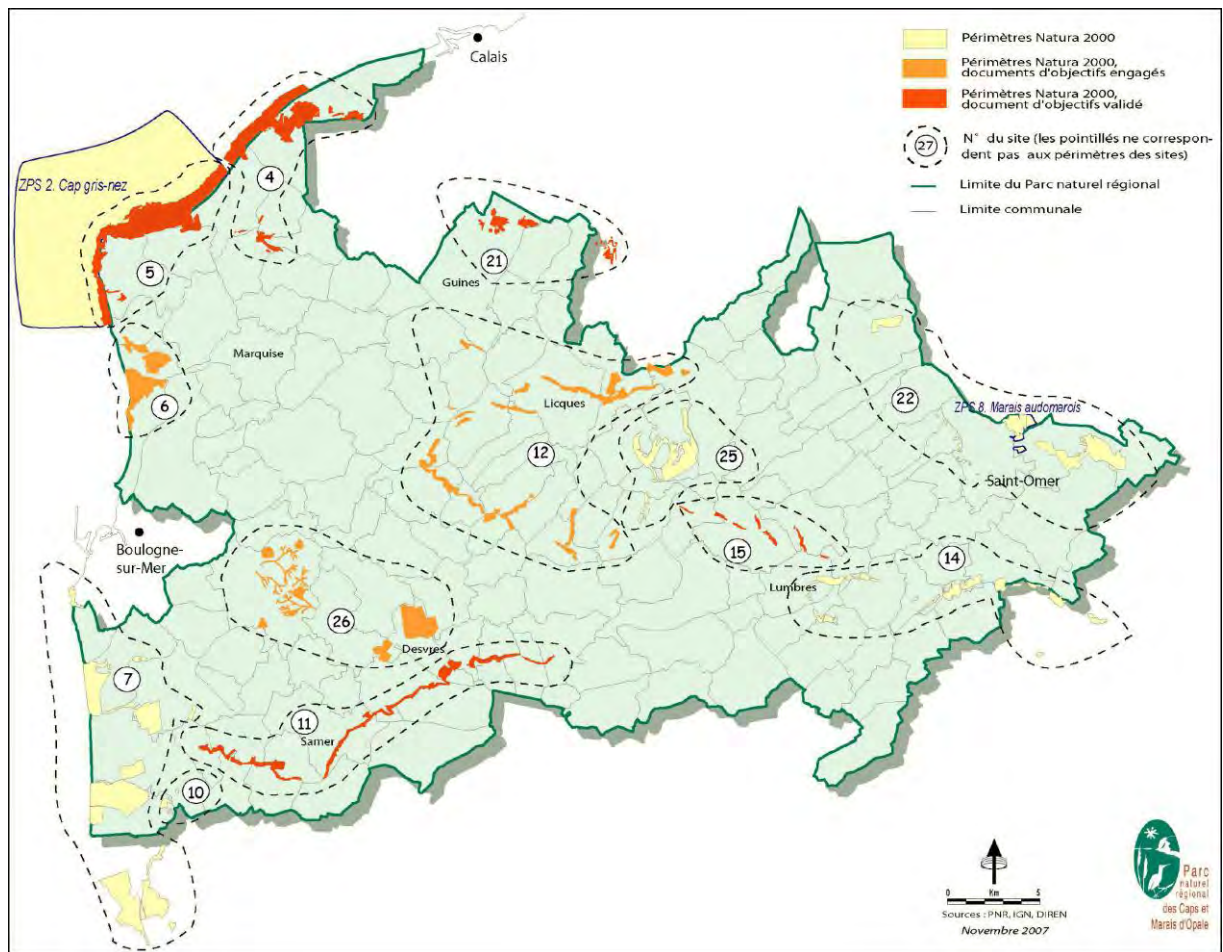 Calais
Périmètres Natura 2000
Périmètres Natura 2000,
documents d'objectifs engagés
Périmètres Natura 2000,
document d'objectifs validé
27
N° du site (les pointillés ne correspon-
dent pas aux périmètres des sites)
Limite du Parc naturel régional
Limite communale
ZPS 2. Cap gris-nez
4
5
21
Guines
Marquise
6
Licques
12
25
22
ZPS 8. Marais audomarois
Saint-Omer
Boulogne-
sur-Mer
15
14
Lumbres
26
Desvres
7
11
Samer
10
0 Km 5
Sources : PNR, IGN, DIREN
Novembre 2007
Parc
naturel
régional
des Caps et
Marais d'Opale